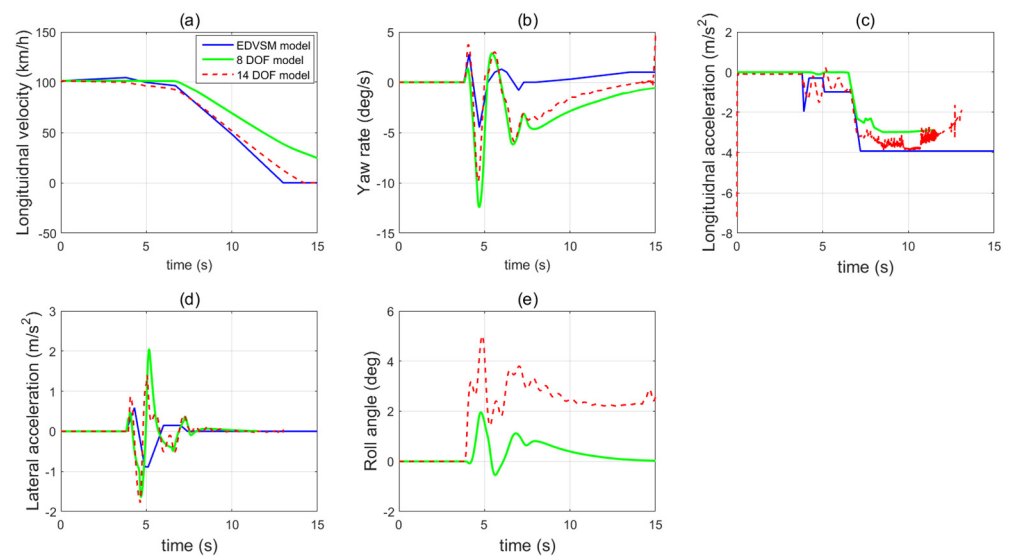 (a)
Longituidnal velocity (km/h)
150
100
50
0
-50
0 5 10 15
time (s)
EDVSM model
8 DOF model
14 DOF model
(b)
Yaw rate (deg/s)
5
0
-5
-10
-15
0 5 10 15
time (s)
(c)
Longituidnal acceleration (m/s²)
2
0
-2
-4
-6
-8
0 5 10 15
time (s)
(d)
Lateral acceleration (m/s²)
3
2
1
0
-1
-2
0 5 10 15
time (s)
(e)
Roll angle (deg)
6
4
2
0
-2
0 5 10 15
time (s)